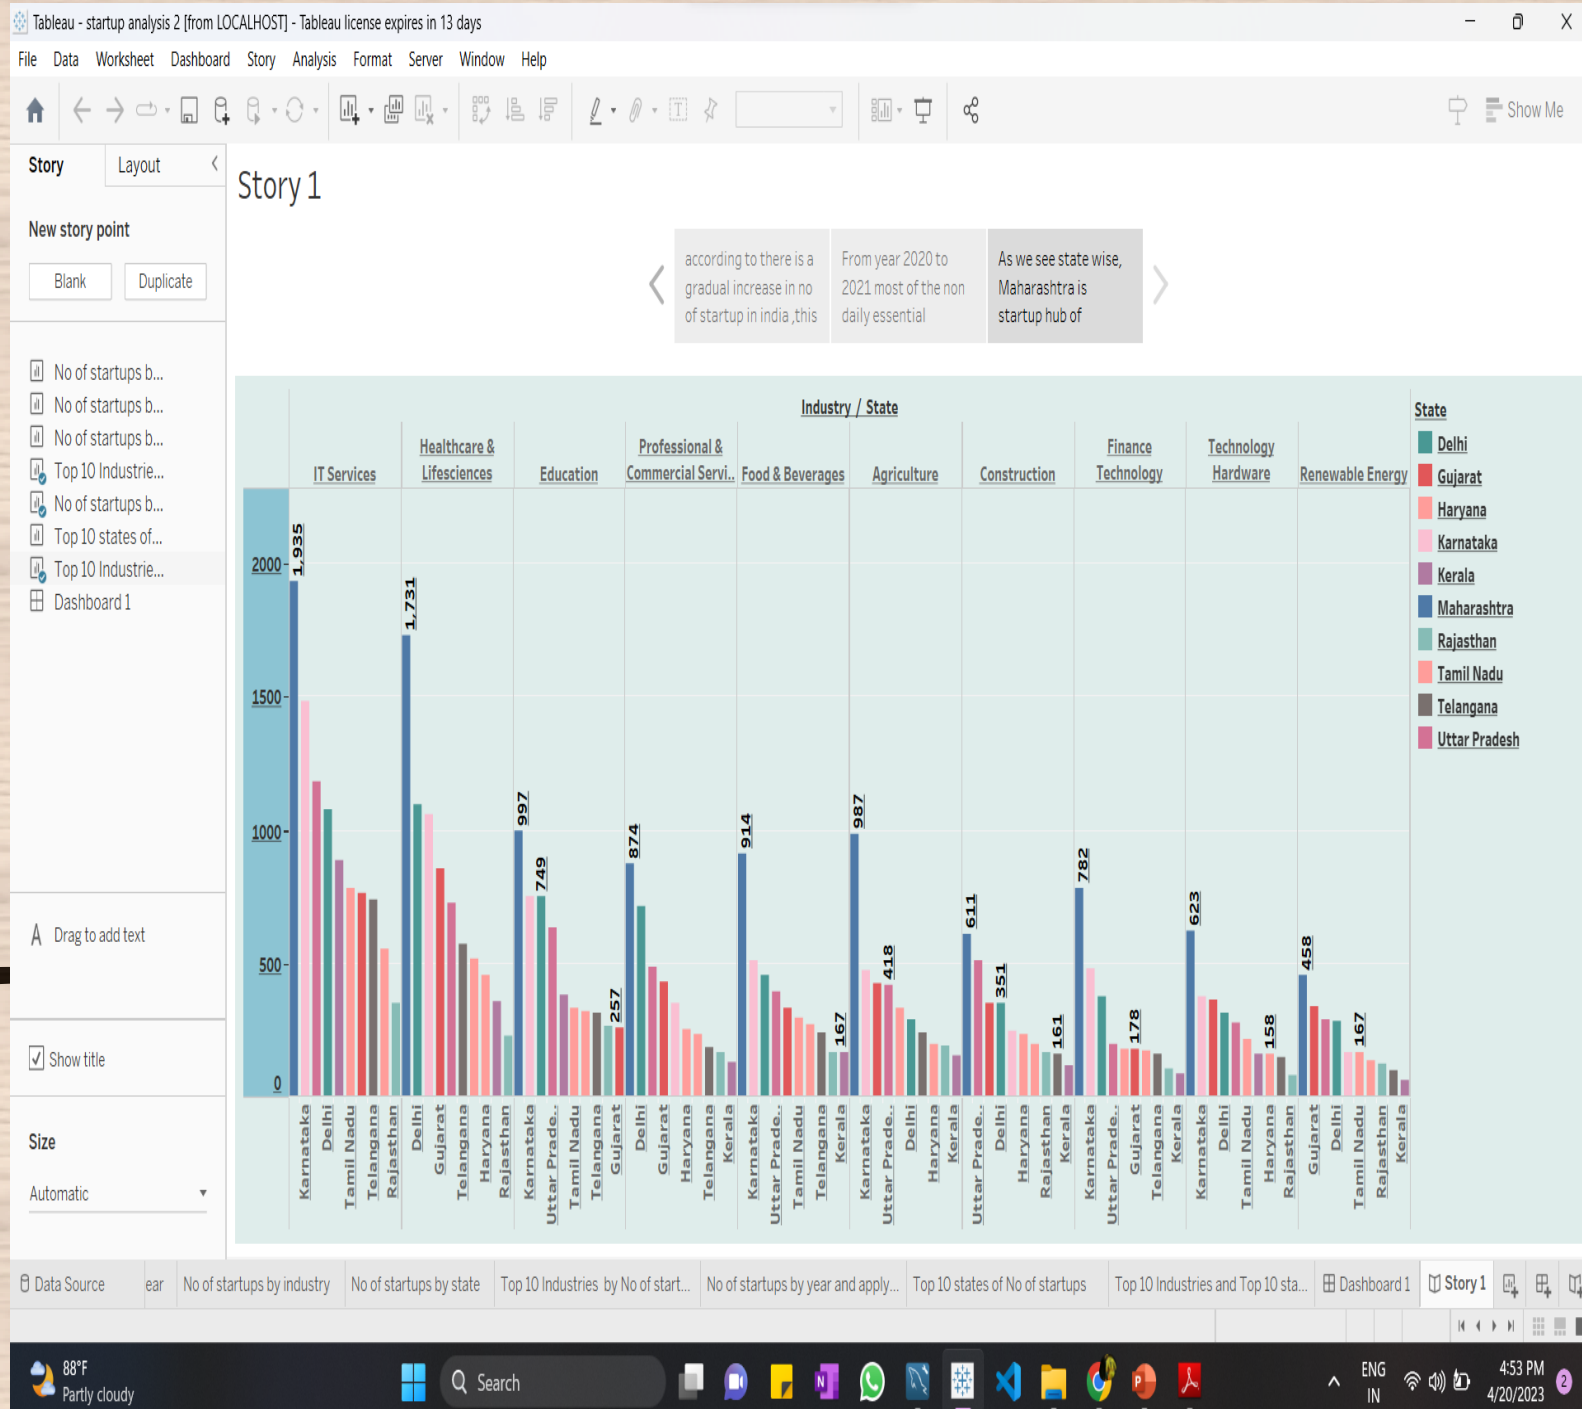 Tableau - startup analysis 2 [from LOCALHOST] - Tableau license expires in 13 days
File Data Worksheet Dashboard Story Analysis Format Server Window Help
Show Me
Story Layout
New story point
Blank Duplicate
No of startups b...
No of startups b...
No of startups b...
Top 10 Industrie...
No of startups b...
Top 10 states of...
Top 10 Industrie...
Dashboard 1
A Drag to add text
Show title
Size
Automatic
Story 1
according to there is a
gradual increase in no
of startup in india ,this
From year 2020 to
2021 most of the non
daily essential
As we see state wise,
Maharashtra is
startup hub of
Industry / State
IT Services
Healthcare &
Lifesciences
Education
Professional &
Commercial Servi..
Food & Beverages
Agriculture
Construction
Finance
Technology
Technology
Hardware
Renewable Energy
2000
1500
1000
500
0
1,935
1,731
997
749
257
874
914
167
987
418
611
351
161
782
178
623
158
458
167
Karnataka
Delhi
Tamil Nadu
Telangana
Rajasthan
Delhi
Gujarat
Telangana
Haryana
Rajasthan
Karnataka
Uttar Prade..
Tamil Nadu
Telangana
Gujarat
Delhi
Gujarat
Haryana
Telangana
Kerala
Karnataka
Uttar Prade..
Tamil Nadu
Telangana
Kerala
Karnataka
Uttar Prade..
Delhi
Haryana
Kerala
Uttar Prade..
Delhi
Haryana
Rajasthan
Kerala
Karnataka
Uttar Prade..
Gujarat
Telangana
Kerala
Karnataka
Delhi
Tamil Nadu
Haryana
Rajasthan
Gujarat
Delhi
Tamil Nadu
Rajasthan
Kerala
State
Delhi
Gujarat
Haryana
Karnataka
Kerala
Maharashtra
Rajasthan
Tamil Nadu
Telangana
Uttar Pradesh
Data Source ear No of startups by industry No of startups by state Top 10 Industries by No of start... No of startups by year and apply... Top 10 states of No of startups Top 10 Industries and Top 10 sta... Dashboard 1 Story 1
88°F
Partly cloudy
Search
ENG
IN
4:53 PM
4/20/2023
2